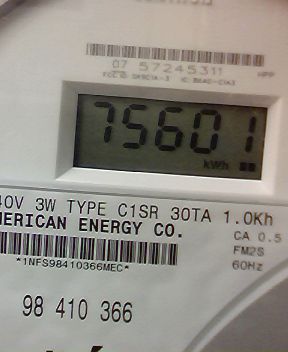 07 57245311
HPP
75601
kWh
40V 3W TYPE C1SR 30TA 1.0Kh
MERICAN ENERGY CO.
CA 0.5
FM2S
60Hz
*1NFS98410366MEC*
98 410 366